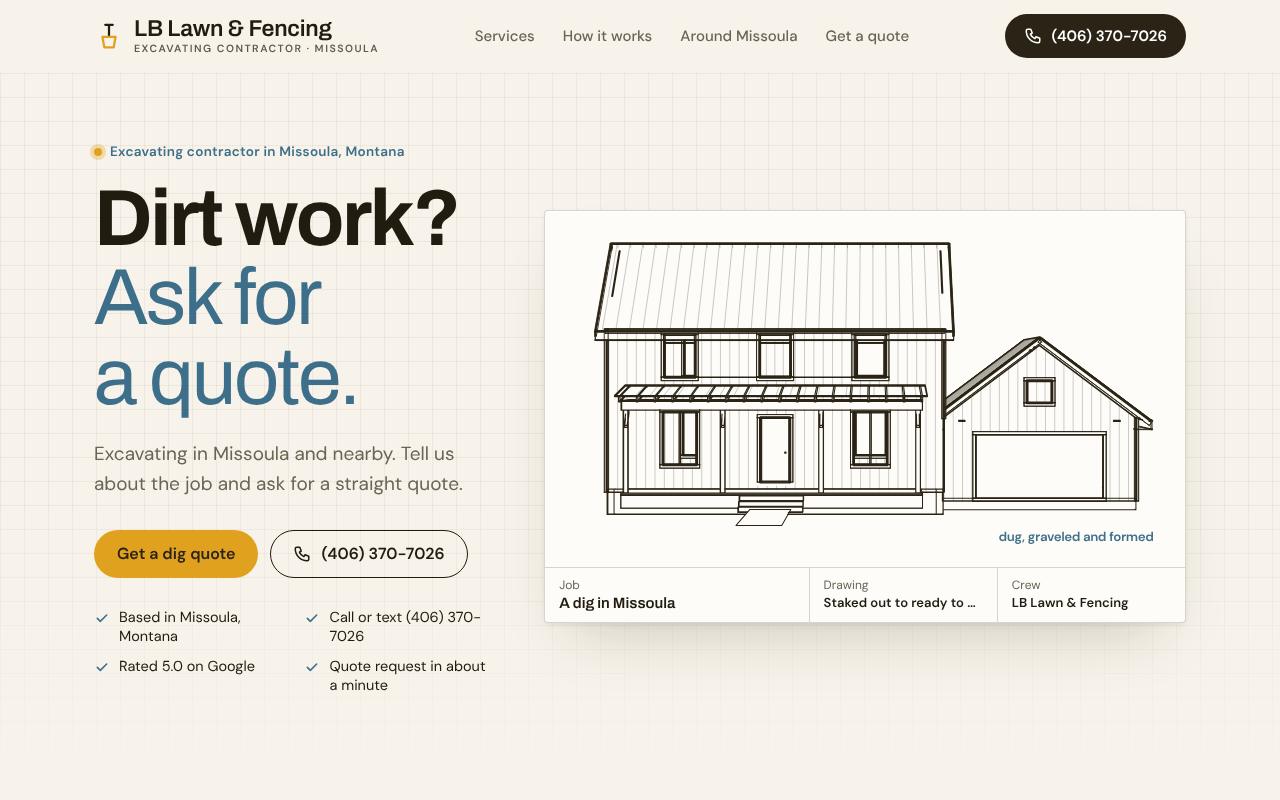 LB Lawn & Fencing
EXCAVATING CONTRACTOR · MISSOULA
Services
How it works
Around Missoula
Get a quote
(406) 370-7026
Excavating contractor in Missoula, Montana
Dirt work?
Ask for
a quote.
Excavating in Missoula and nearby. Tell us
about the job and ask for a straight quote.
Get a dig quote
(406) 370-7026
Based in Missoula,
Montana
Call or text (406) 370-
7026
Rated 5.0 on Google
Quote request in about
a minute
dug, graveled and formed
Job
A dig in Missoula
Drawing
Staked out to ready to ...
Crew
LB Lawn & Fencing